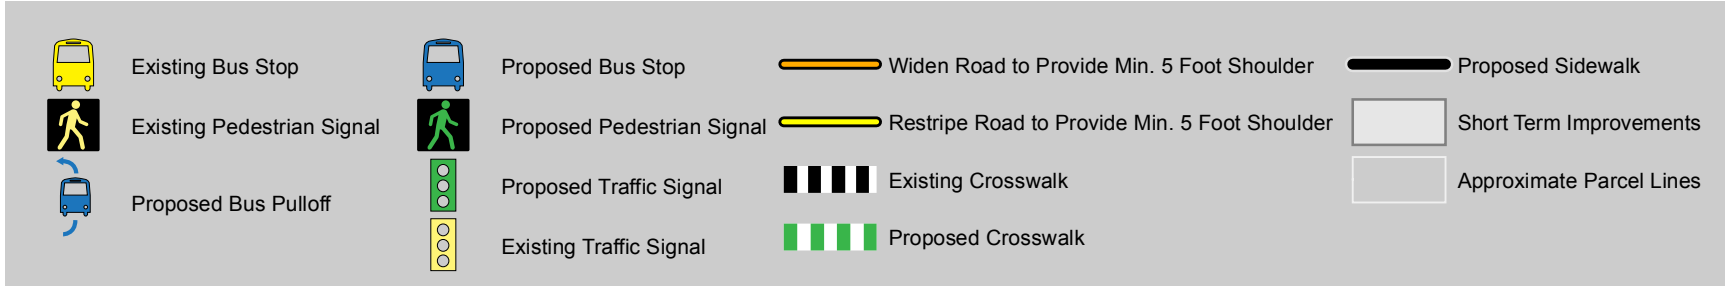 Existing Bus Stop
Existing Pedestrian Signal
Proposed Bus Pulloff
Proposed Bus Stop
Proposed Pedestrian Signal
Proposed Traffic Signal
Existing Traffic Signal
Widen Road to Provide Min. 5 Foot Shoulder
Restripe Road to Provide Min. 5 Foot Shoulder
Existing Crosswalk
Proposed Crosswalk
Proposed Sidewalk
Short Term Improvements
Approximate Parcel Lines